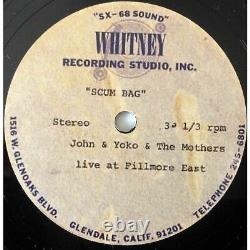 "SX-68 SOUND"
WHITNEY
RECORDING STUDIO, INC.
"SCUM BAG"
Stereo 33 1/3 rpm
John & Yoko & The Mothers
live at Fillmore East
1516 W. GLENOAKS BLVD.
GLENDALE, CALIF. 91201
TELEPHONE 245-6801